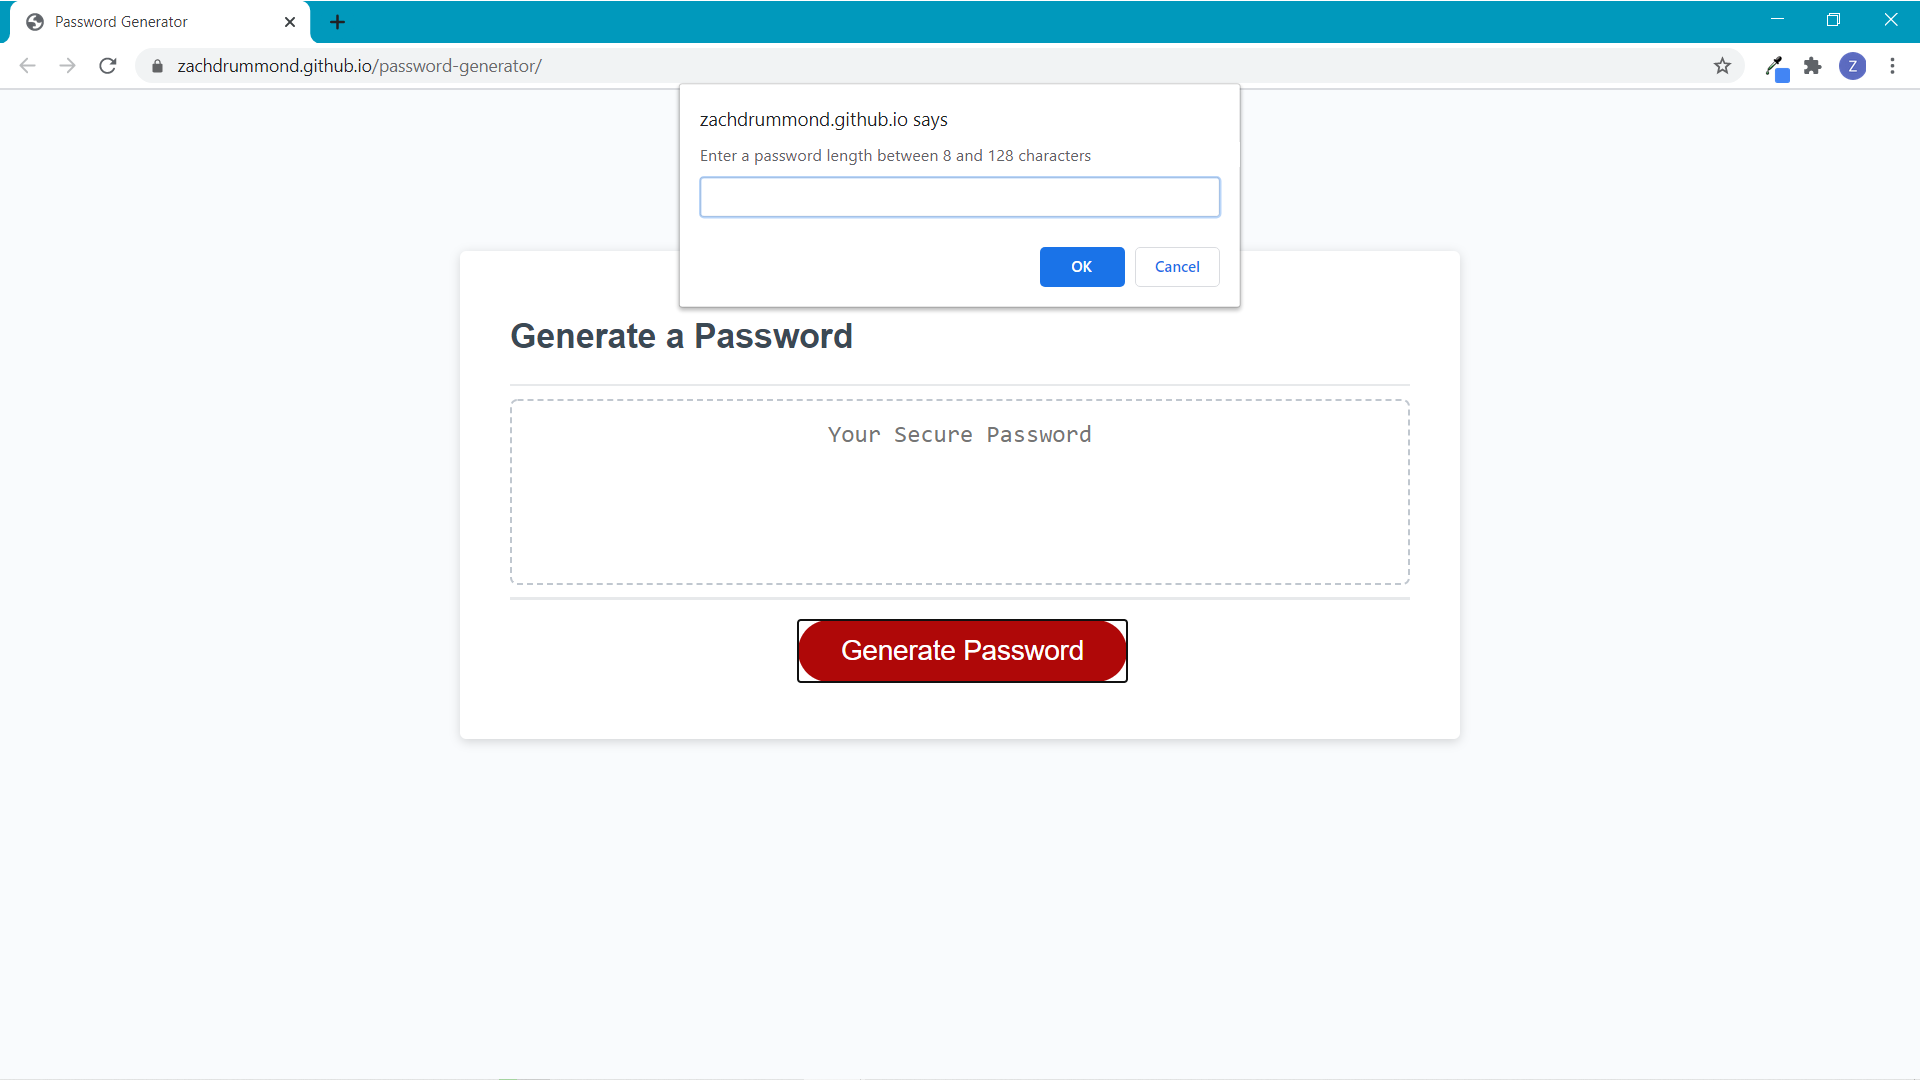 Password Generator
zachdrummond.github.io/password-generator/
Z
zachdrummond.github.io says
Enter a password length between 8 and 128 characters
OK Cancel
Generate a Password
Your Secure Password
Generate Password